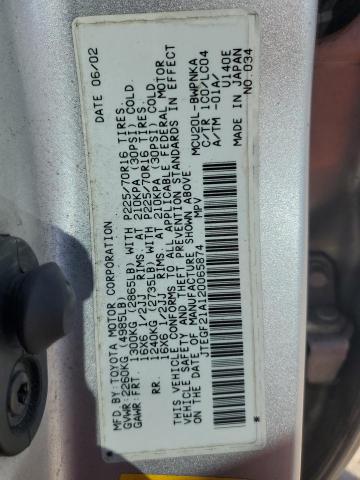 MFD.BY:TOYOTA MOTOR CORPORATION DATE 06/02
GVWR:2260KG (4985LB)
GAWR:FRT. 1300KG (2865LB) WITH P225/70R16 TIRES.
16X6 1/2JJ RIMS AT 210KPA (30PSI) COLD.
RR. 1240KG (2735LB) WITH P225/70R16 TIRES.
16X6 1/2JJ RIMS AT 210KPA (30PSI) COLD
THIS VEHICLE CONFORMS TO ALL APPLICABLE FEDERAL MOTOR
VEHICLE SAFETY AND THEFT PREVENTION STANDARDS IN EFFECT
ON THE DATE OF MANUFACTURE SHOWN ABOVE
JTEGF21A120065874 MPV
MCU20L-BWPNKA
C/TR 1C0/LC04
A/TM -01A/ U140E
MADE IN JAPAN
NO.034